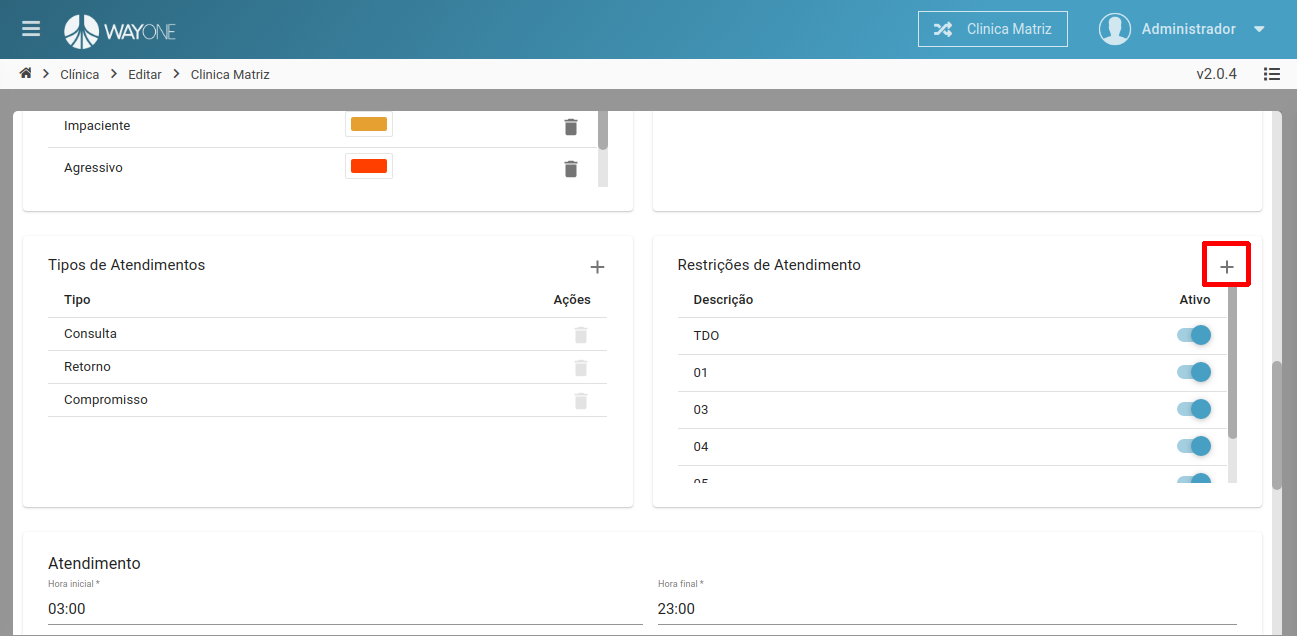 WAYONE
Clinica Matriz
Administrador
Clínica
Editar
Clinica Matriz
v2.0.4
Impaciente
Agressivo
Tipos de Atendimentos
Tipo
Ações
Consulta
Retorno
Compromisso
Restrições de Atendimento
Descrição
Ativo
TDO
01
03
04
05
Atendimento
Hora inicial *
03:00
Hora final *
23:00